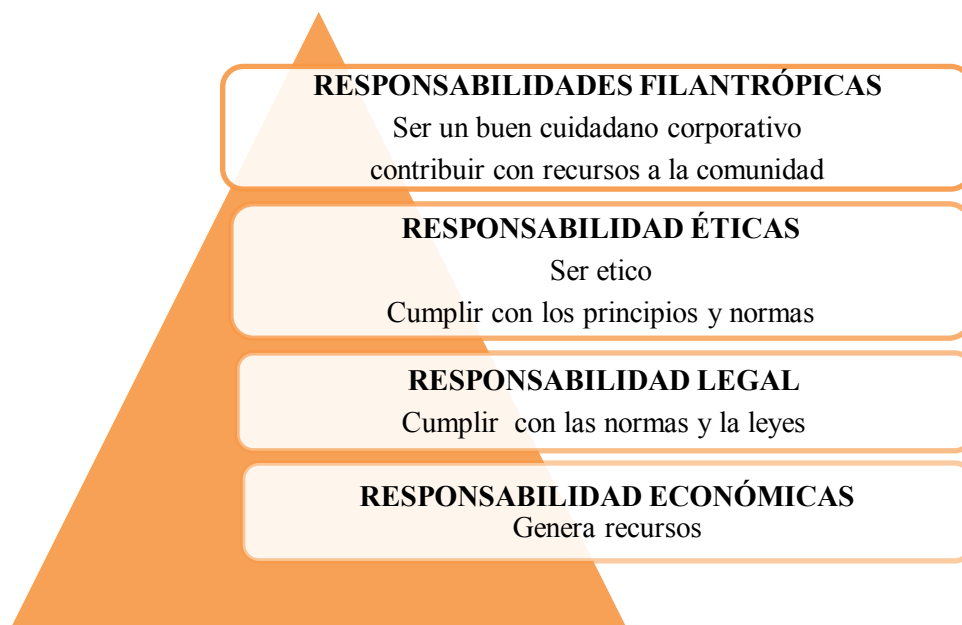 RESPONSABILIDADES FILANTRÓPICAS
Ser un buen cuidadano corporativo
contribuir con recursos a la comunidad
RESPONSABILIDAD ÉTICAS
Ser etico
Cumplir con los principios y normas
RESPONSABILIDAD LEGAL
Cumplir  con las normas y la leyes
RESPONSABILIDAD ECONÓMICAS
Genera recursos